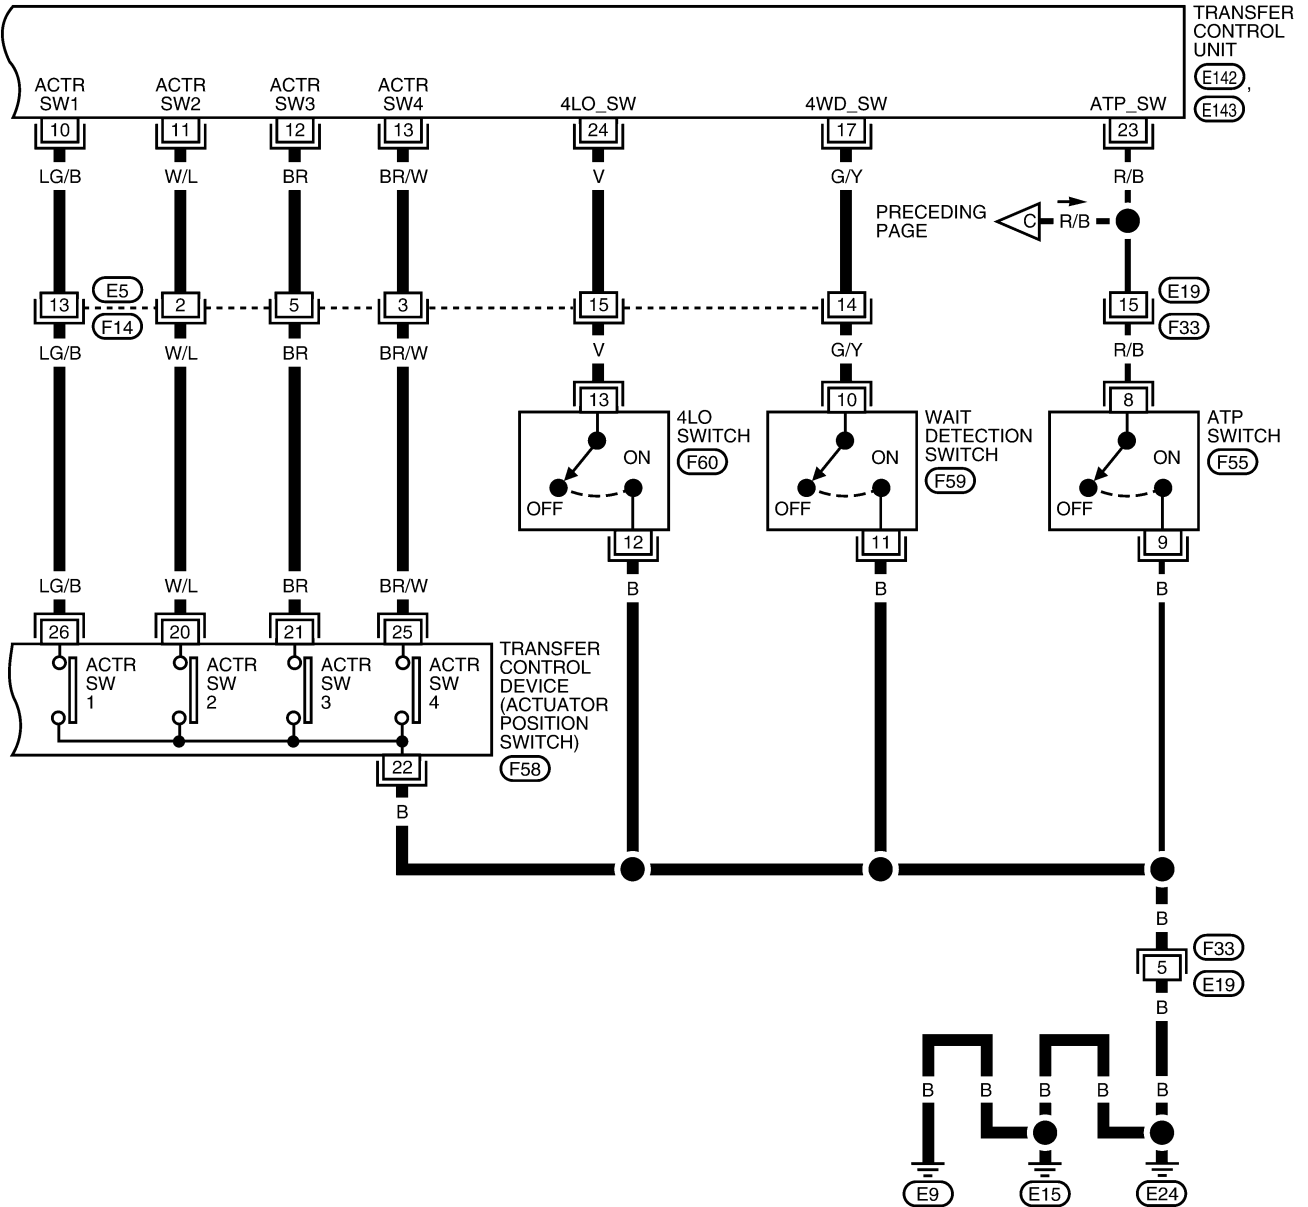 TRANSFER
CONTROL
UNIT
E142 ,
E143
ACTR
SW1
ACTR
SW2
ACTR
SW3
ACTR
SW4
4LO_SW
4WD_SW
ATP_SW
10 11 12 13 24 17 23
LG/B W/L BR BR/W V G/Y R/B
PRECEDING
PAGE
C R/B
13 E5 2 5 3 15 14 15 E19
F14 F33
LG/B W/L BR BR/W V G/Y R/B
13 10 8
4LO
SWITCH
F60
ON
OFF
WAIT
DETECTION
SWITCH
F59
ON
OFF
ATP
SWITCH
F55
ON
OFF
12 11 9
LG/B W/L BR BR/W B B B
26 20 21 25
ACTR
SW
1
ACTR
SW
2
ACTR
SW
3
ACTR
SW
4
TRANSFER
CONTROL
DEVICE
(ACTUATOR
POSITION
SWITCH)
F58
22
B
B
F33
5
E19
B
B B B B B
E9 E15 E24